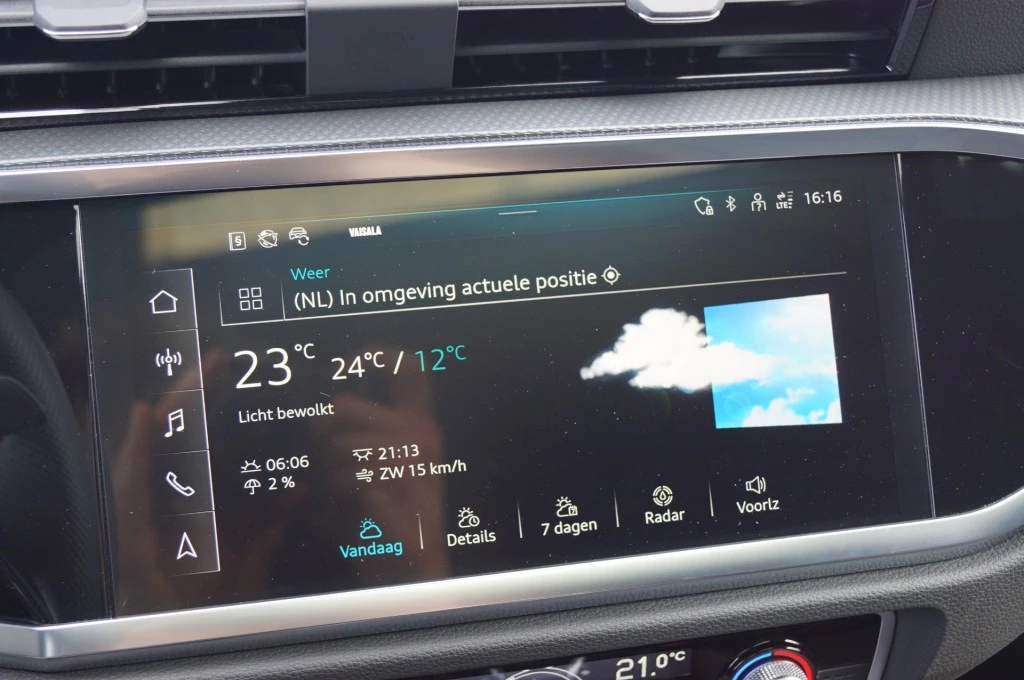 VAISALA
LTE
16:16
Weer
(NL) In omgeving actuele positie
23°C 24°C / 12°C
Licht bewolkt
06:06 21:13
2 % ZW 15 km/h
Vandaag Details 7 dagen Radar Voorlz
21.0°C